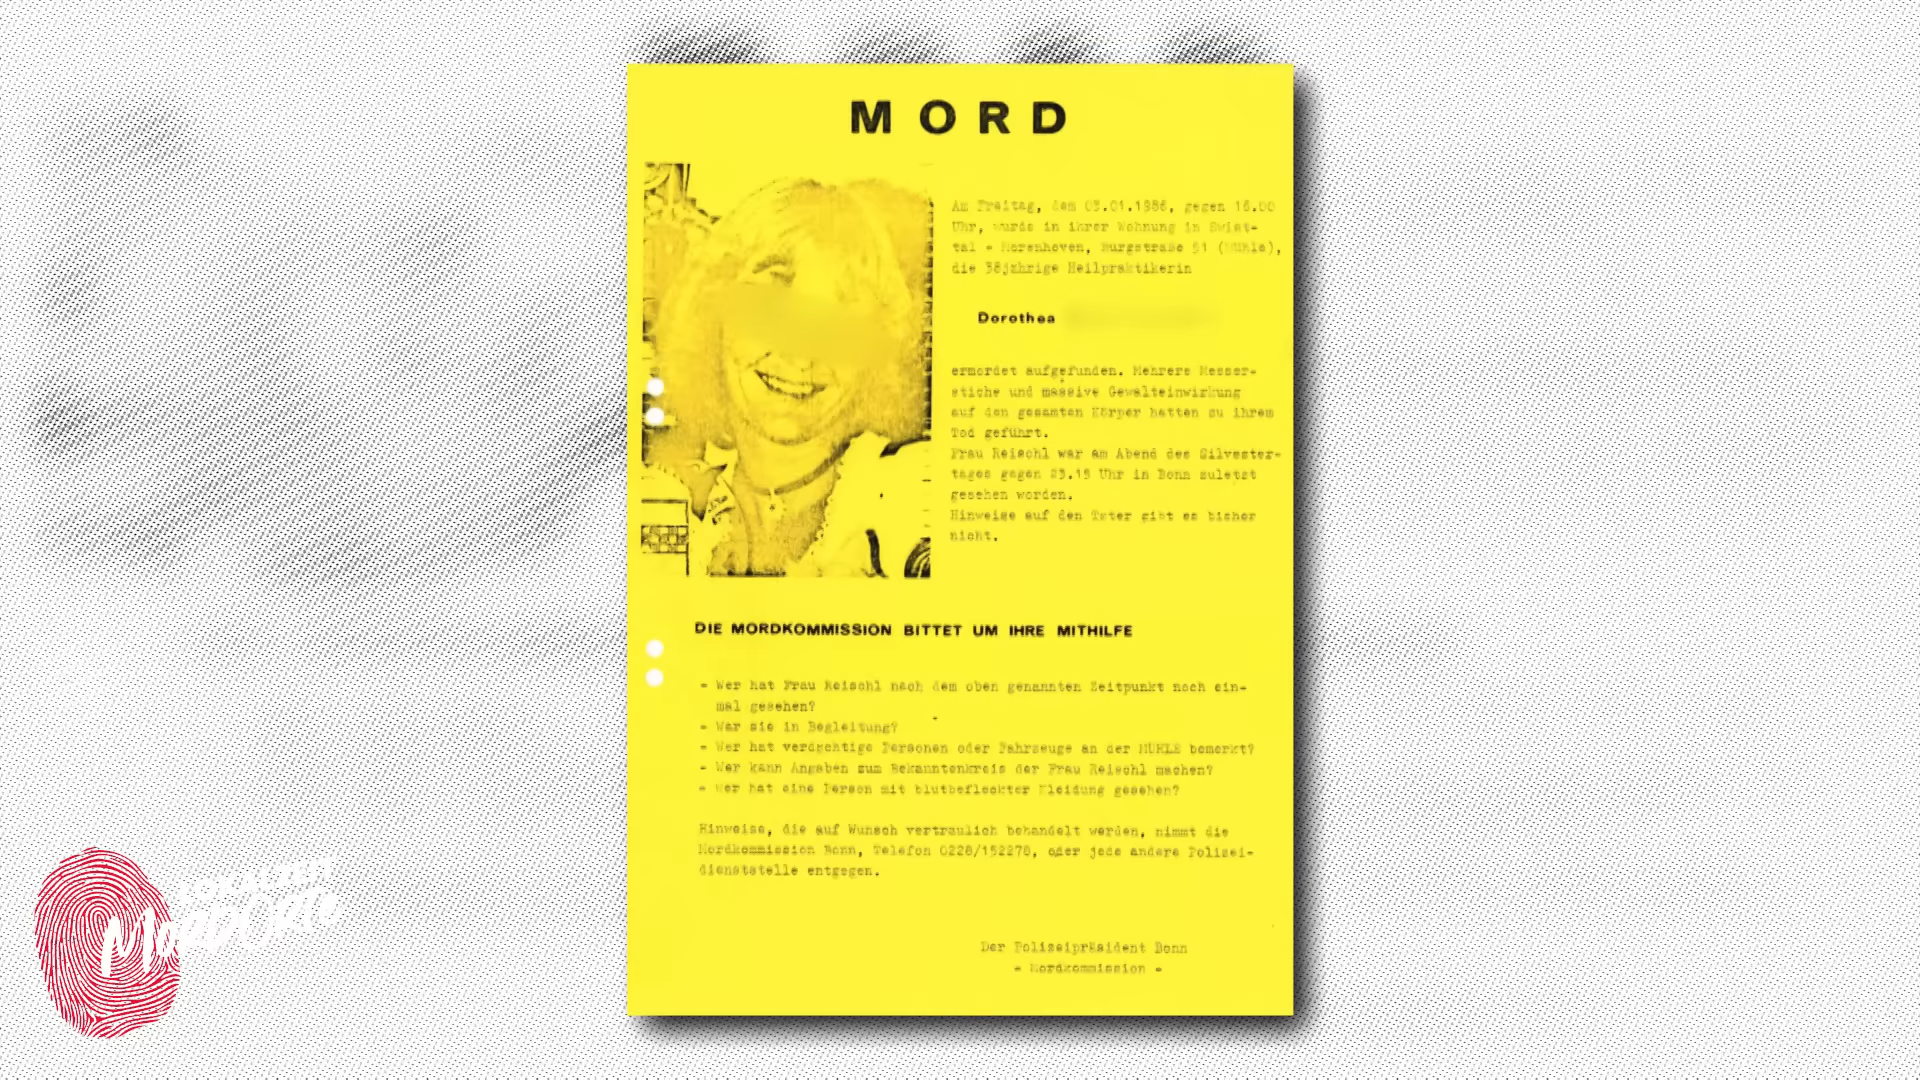 MORD
Am Freitag, dem 03.01.1986, gegen 16.00
Uhr, wurde in ihrer Wohnung in Swist-
tal - Morenhoven, Burgstraße 51 (Mühle),
die 38jährige Heilpraktikerin
Dorothea
ermordet aufgefunden. Mehrere Messer-
stiche und massive Gewalteinwirkung
auf den gesamten Körper hatten zu ihrem
Tod geführt.
Frau Reischl war am Abend des Silvester-
tages gegen 23.15 Uhr in Bonn zuletzt
gesehen worden.
Hinweise auf den Täter gibt es bisher
nicht.
DIE MORDKOMMISSION BITTET UM IHRE MITHILFE
- Wer hat Frau Reischl nach dem oben genannten Zeitpunkt noch ein-
mal gesehen?
- War sie in Begleitung?
- Wer hat verdächtige Personen oder Fahrzeuge an der MÜHLE bemerkt?
- Wer kann Angaben zum Bekanntenkreis der Frau Reischl machen?
- Wer hat eine Person mit blutbefleckter Kleidung gesehen?
Hinweise, die auf Wunsch vertraulich behandelt werden, nimmt die
Mordkommission Bonn, Telefon 0228/152278, oder jede andere Polizei-
dienststelle entgegen.
Der Polizeipräsident Bonn
- Mordkommission -
MORDORTE